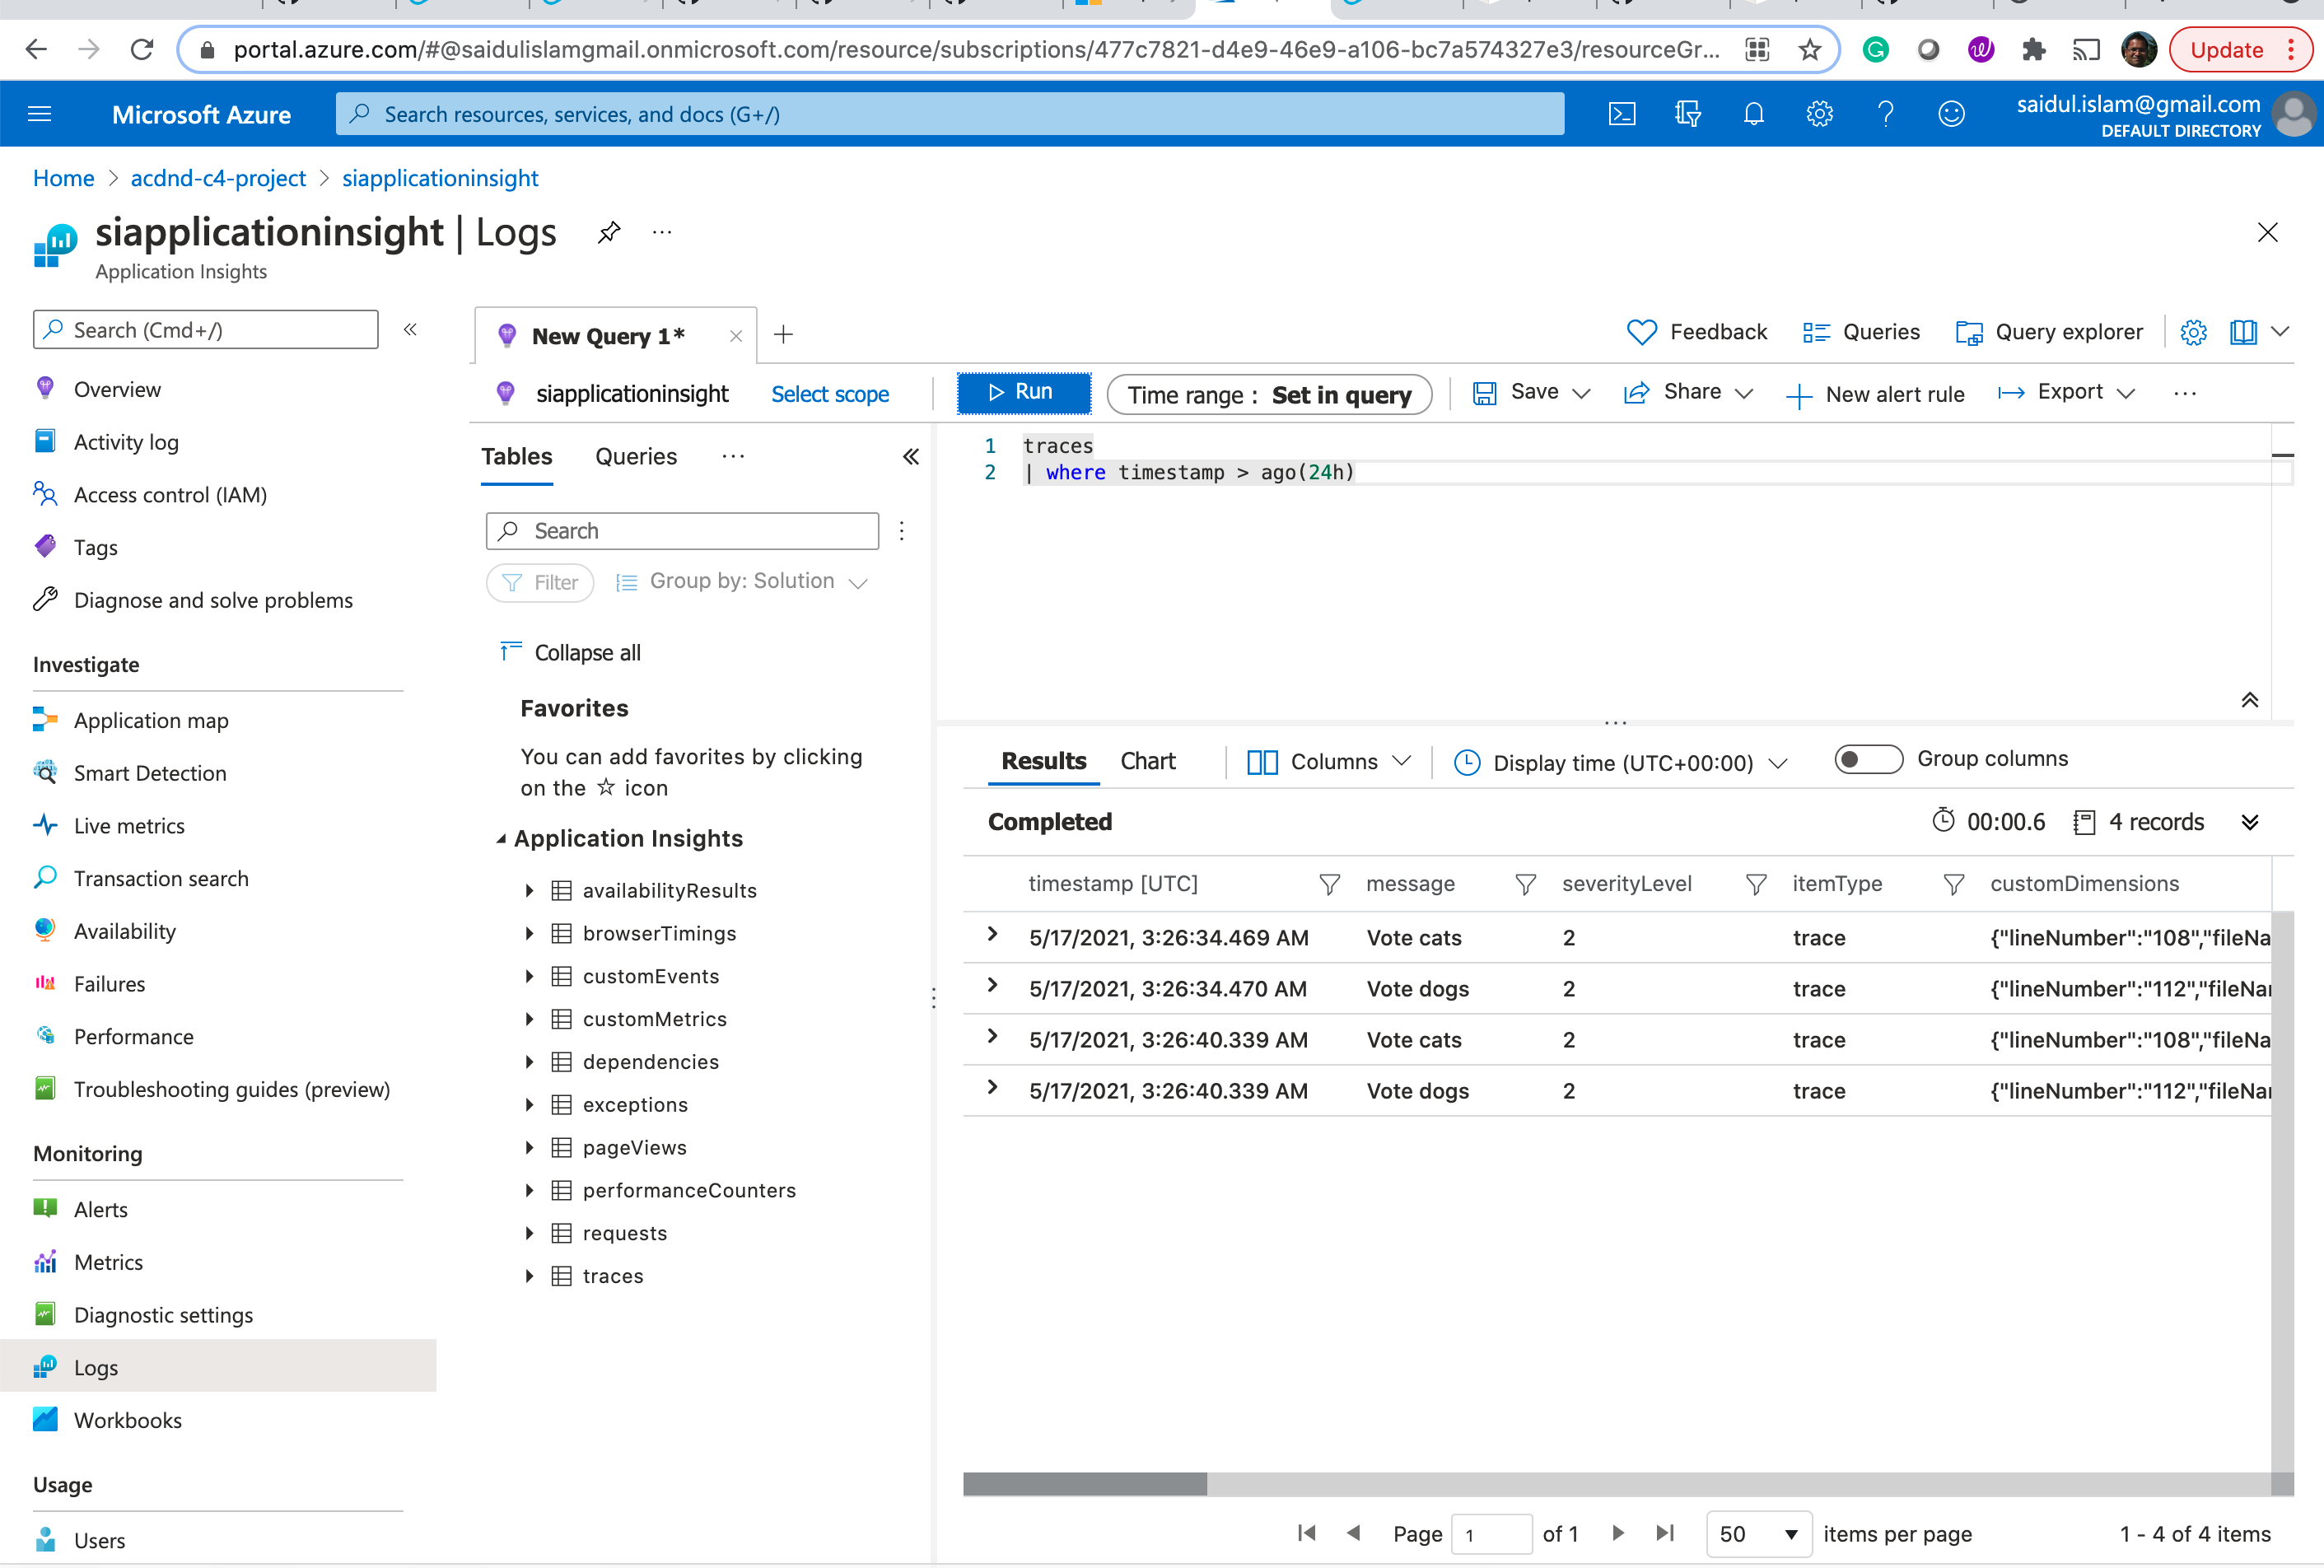 portal.azure.com/#@saidulislamgmail.onmicrosoft.com/resource/subscriptions/477c7821-d4e9-46e9-a106-bc7a574327e3/resourceGr...
Update
Microsoft Azure
Search resources, services, and docs (G+/)
saidul.islam@gmail.com
DEFAULT DIRECTORY
Home > acdnd-c4-project > siapplicationinsight
siapplicationinsight | Logs
Application Insights
Search (Cmd+/)
Overview
Activity log
Access control (IAM)
Tags
Diagnose and solve problems
Investigate
Application map
Smart Detection
Live metrics
Transaction search
Availability
Failures
Performance
Troubleshooting guides (preview)
Monitoring
Alerts
Metrics
Diagnostic settings
Logs
Workbooks
Usage
Users
New Query 1*
Feedback
Queries
Query explorer
siapplicationinsight
Select scope
Run
Time range : Set in query
Save
Share
New alert rule
Export
Tables
Queries
Search
Filter
Group by: Solution
Collapse all
Favorites
You can add favorites by clicking
on the ☆ icon
Application Insights
availabilityResults
browserTimings
customEvents
customMetrics
dependencies
exceptions
pageViews
performanceCounters
requests
traces
1 traces
2 | where timestamp > ago(24h)
Results
Chart
Columns
Display time (UTC+00:00)
Group columns
Completed
00:00.6
4 records
timestamp [UTC] message severityLevel itemType customDimensions
5/17/2021, 3:26:34.469 AM Vote cats 2 trace {"lineNumber":"108","fileNa
5/17/2021, 3:26:34.470 AM Vote dogs 2 trace {"lineNumber":"112","fileNa
5/17/2021, 3:26:40.339 AM Vote cats 2 trace {"lineNumber":"108","fileNa
5/17/2021, 3:26:40.339 AM Vote dogs 2 trace {"lineNumber":"112","fileNa
Page 1 of 1
50 items per page
1 - 4 of 4 items